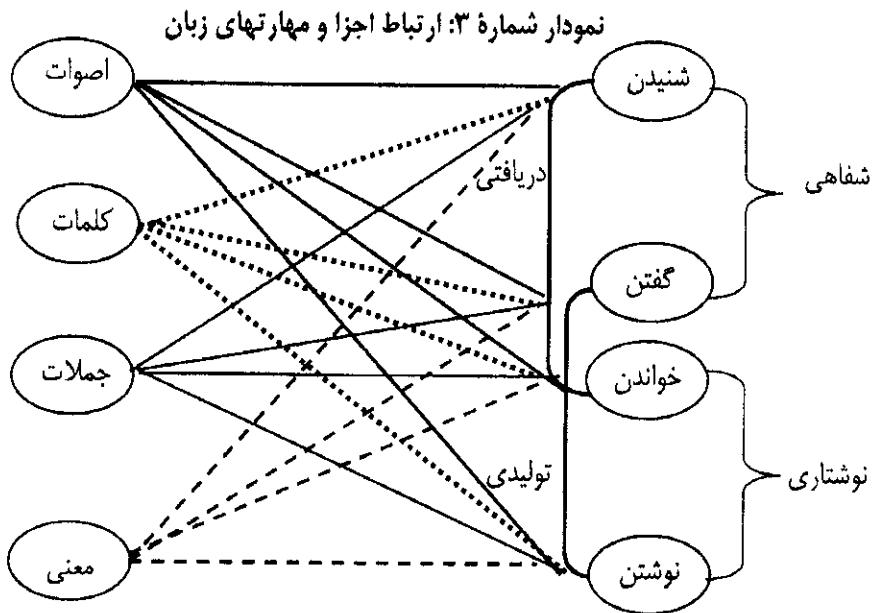 نمودار شمارهٔ ۳: ارتباط اجزا و مهارتهای زبان
اصوات
شنیدن
دریافتی
شفاهی
کلمات
گفتن
جملات
خواندن
تولیدی
نوشتاری
معنی
نوشتن